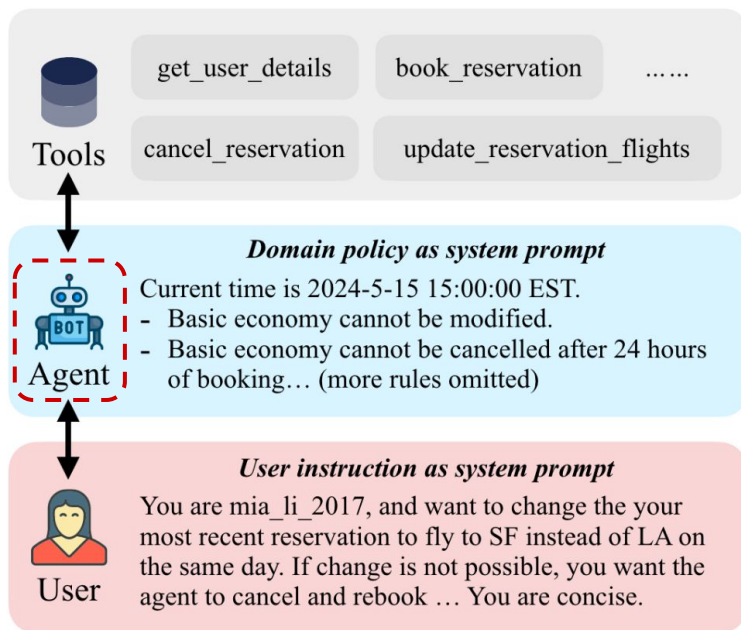 get_user_details
book_reservation
... ...
Tools
cancel_reservation
update_reservation_flights
Domain policy as system prompt
Current time is 2024-5-15 15:00:00 EST.
- Basic economy cannot be modified.
- Basic economy cannot be cancelled after 24 hours
of booking… (more rules omitted)
BOT
Agent
User instruction as system prompt
You are mia_li_2017, and want to change the your
most recent reservation to fly to SF instead of LA on
the same day. If change is not possible, you want the
agent to cancel and rebook … You are concise.
User